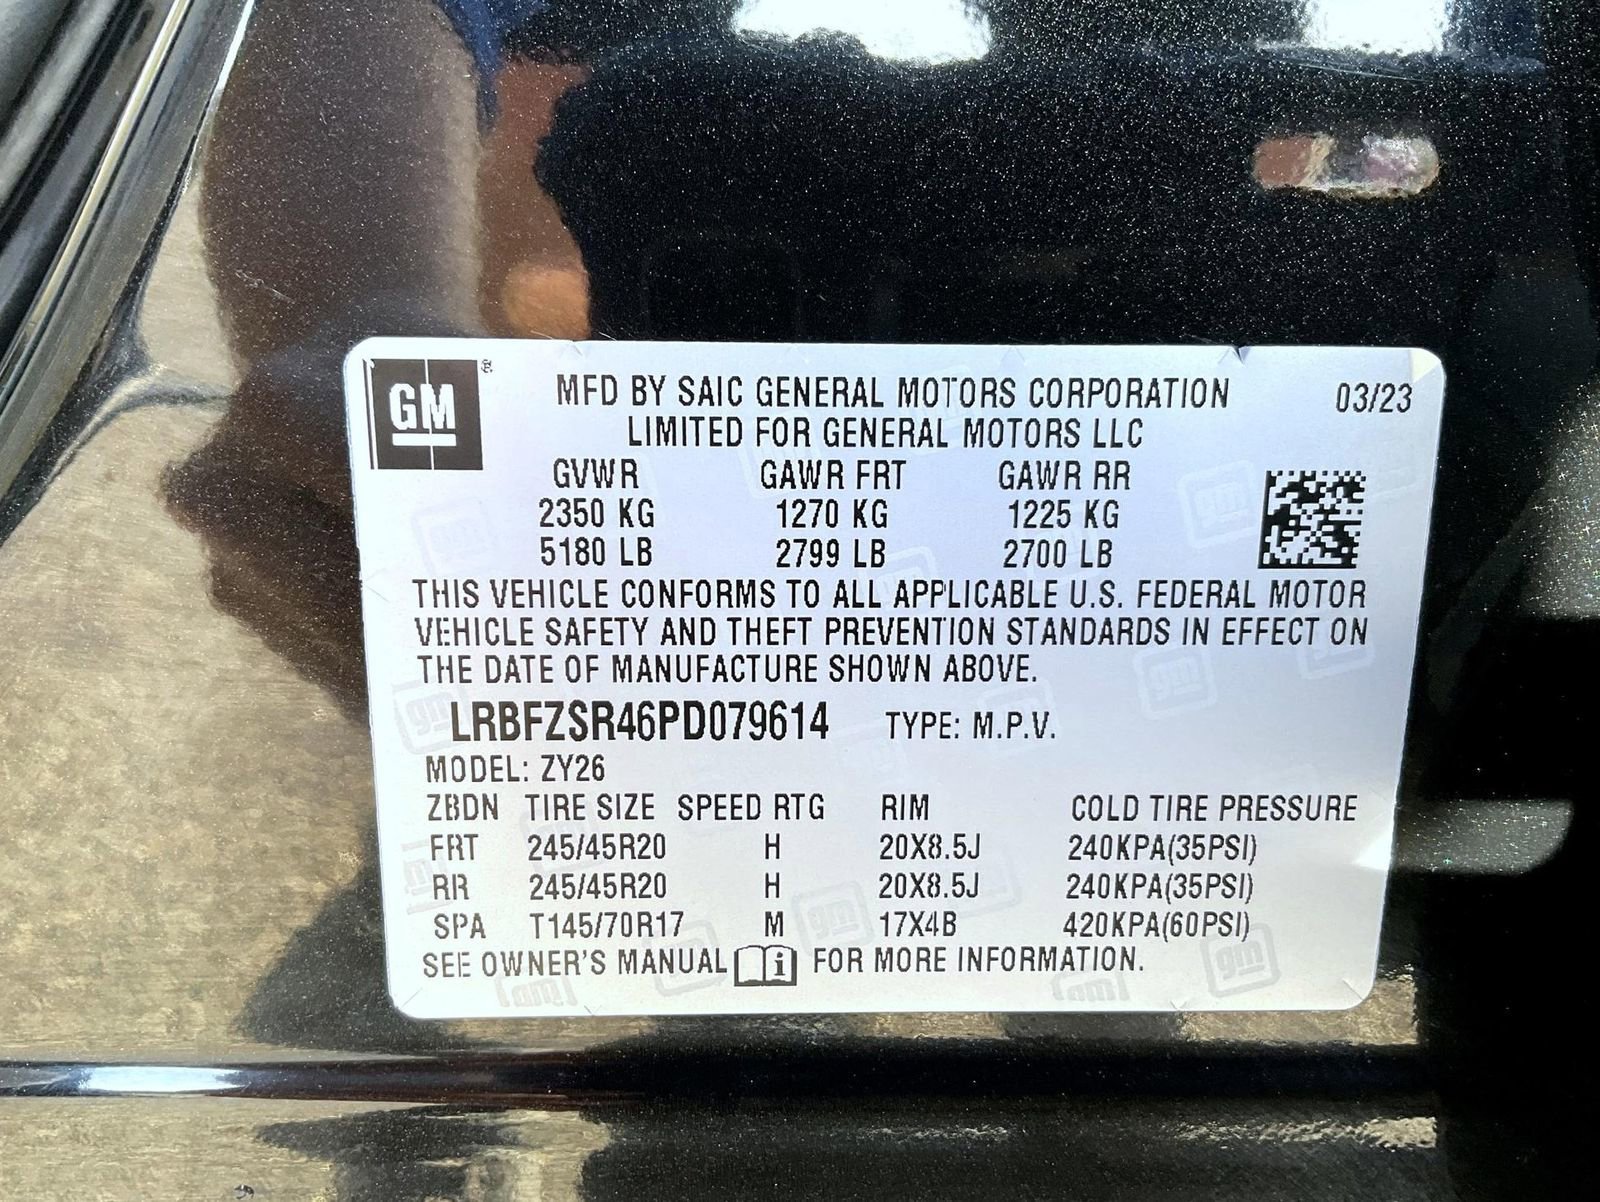 GM ®
MFD BY SAIC GENERAL MOTORS CORPORATION 03/23
LIMITED FOR GENERAL MOTORS LLC
GVWR GAWR FRT GAWR RR
2350 KG 1270 KG 1225 KG
5180 LB 2799 LB 2700 LB
THIS VEHICLE CONFORMS TO ALL APPLICABLE U.S. FEDERAL MOTOR
VEHICLE SAFETY AND THEFT PREVENTION STANDARDS IN EFFECT ON
THE DATE OF MANUFACTURE SHOWN ABOVE.
LRBFZSR46PD079614 TYPE: M.P.V.
MODEL: ZY26
ZBDN TIRE SIZE SPEED RTG RIM COLD TIRE PRESSURE
FRT 245/45R20 H 20X8.5J 240KPA(35PSI)
RR 245/45R20 H 20X8.5J 240KPA(35PSI)
SPA T145/70R17 M 17X4B 420KPA(60PSI)
SEE OWNER'S MANUAL i FOR MORE INFORMATION.